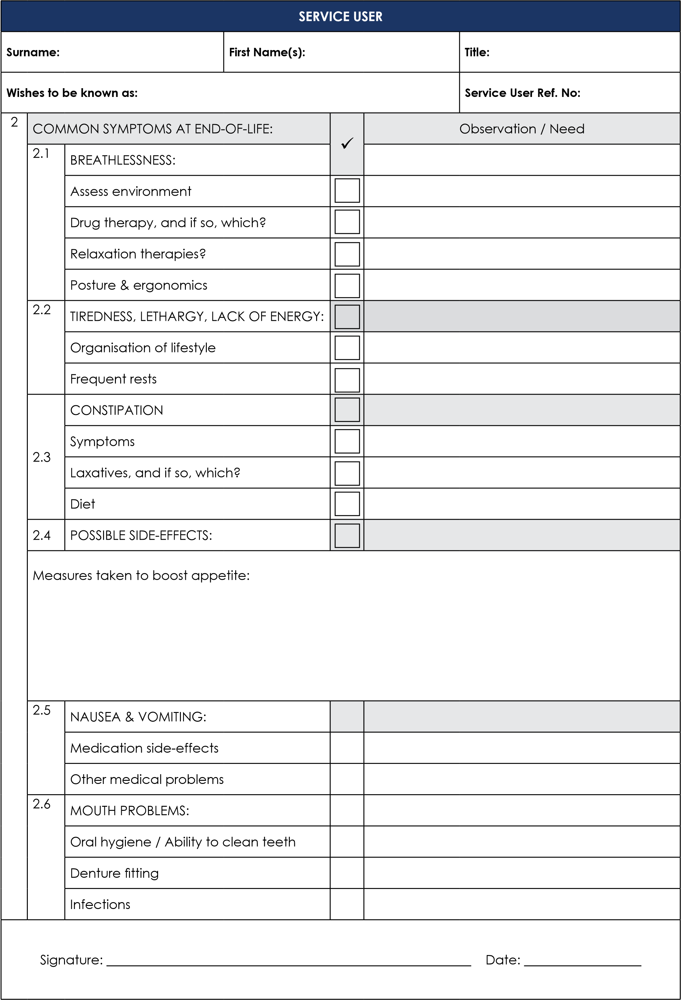 SERVICE USER
Surname: First Name(s): Title:
Wishes to be known as: Service User Ref. No:
2 COMMON SYMPTOMS AT END-OF-LIFE: ✓ Observation / Need
2.1 BREATHLESSNESS:
Assess environment
Drug therapy, and if so, which?
Relaxation therapies?
Posture & ergonomics
2.2 TIREDNESS, LETHARGY, LACK OF ENERGY:
Organisation of lifestyle
Frequent rests
CONSTIPATION
Symptoms
2.3
Laxatives, and if so, which?
Diet
2.4 POSSIBLE SIDE-EFFECTS:
Measures taken to boost appetite:
2.5 NAUSEA & VOMITING:
Medication side-effects
Other medical problems
2.6 MOUTH PROBLEMS:
Oral hygiene / Ability to clean teeth
Denture fitting
Infections
Signature: Date: